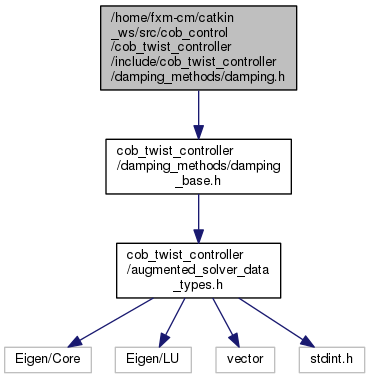 /home/fxm-cm/catkin
_ws/src/cob_control
/cob_twist_controller
/include/cob_twist_controller
/damping_methods/damping.h
cob_twist_controller
/damping_methods/damping
_base.h
cob_twist_controller
/augmented_solver_data
_types.h
Eigen/Core
Eigen/LU
vector
stdint.h